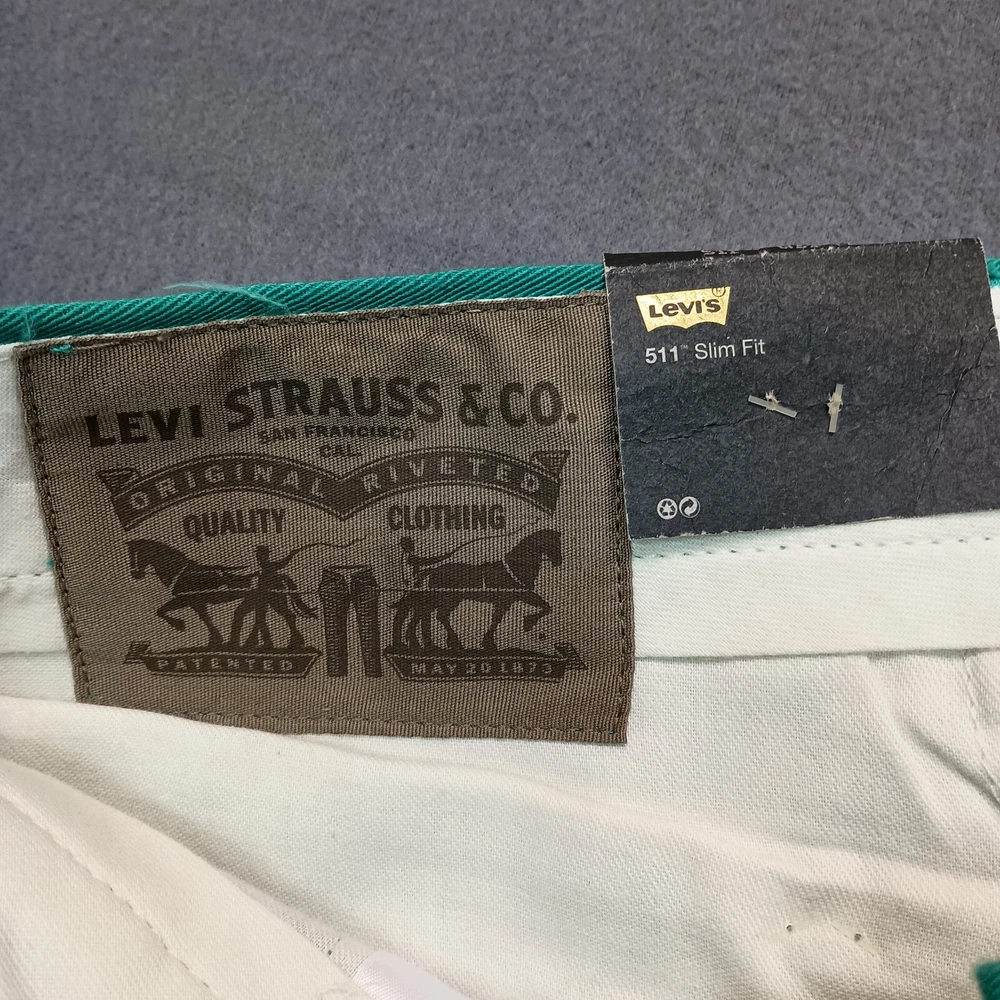 LEVI STRAUSS & CO.
SAN FRANCISCO
CAL.
ORIGINAL RIVETED
QUALITY CLOTHING
PATENTED MAY 20 1873
Levi's®
511™ Slim Fit